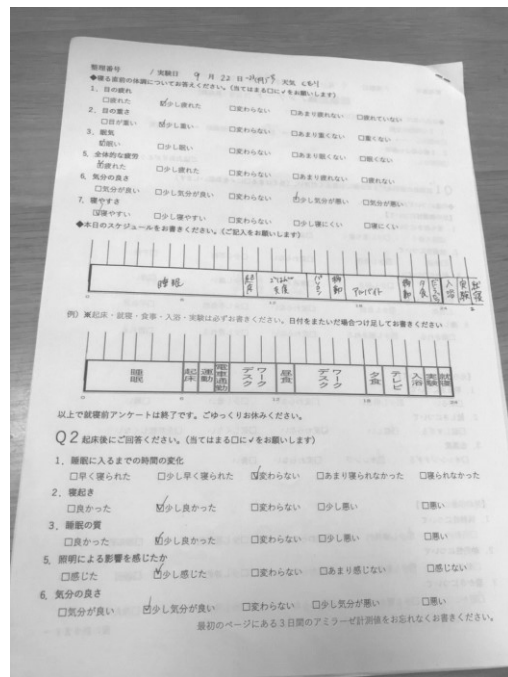 整理番号 / 実験日 9月22日 天気 くもり
◆寝る直前の体調についてお答えください。(当てはまる□に✓をお願いします)
1、目の疲れ
□疲れた ☑少し疲れた □変わらない □あまり疲れない □疲れていない
2、目の重さ
□目が重い ☑少し重い □変わらない □あまり重くない □重くない
3、眠気
☑眠い □少し眠い □変わらない □あまり眠くない □眠くない
5、全体的な疲労
☑疲れた □少し疲れた □変わらない □あまり疲れない □疲れない
6、気分の良さ
□気分が良い □少し気分が良い □変わらない ☑少し気分が悪い □気分が悪い
7、寝やすさ
☑寝やすい □少し寝やすい □変わらない □少し寝にくい □寝にくい
◆本日のスケジュールをお書きください。(ご記入をお願いします)
睡眠 起床 移動 アルバイト 移動 夕食 入浴 実験 就寝
例)※起床・就寝・食事・入浴・実験は必ずお書きください。日付をまたいだ場合つけ足してお書きください
睡眠 起床 運動 電車通勤 デスクワーク 昼食 デスクワーク 夕食 テレビ 入浴 実験 就寝
以上で就寝前アンケートは終了です。ごゆっくりお休みください。
Q2 起床後にご回答ください。(当てはまる□に✓をお願いします)
1、睡眠に入るまでの時間の変化
□早く寝られた □少し早く寝られた ☑変わらない □あまり寝られなかった □寝られなかった
2、寝起き
□良かった ☑少し良かった □変わらない □少し悪い □悪い
3、睡眠の質
□良かった ☑少し良かった □変わらない □少し悪い □悪い
5、照明による影響を感じたか
□感じた ☑少し感じた □変わらない □あまり感じない □感じない
6、気分の良さ
□気分が良い ☑少し気分が良い □変わらない □少し気分が悪い □悪い
最初のページにある3日間のアミラーゼ計測値をお忘れなくお書きください。